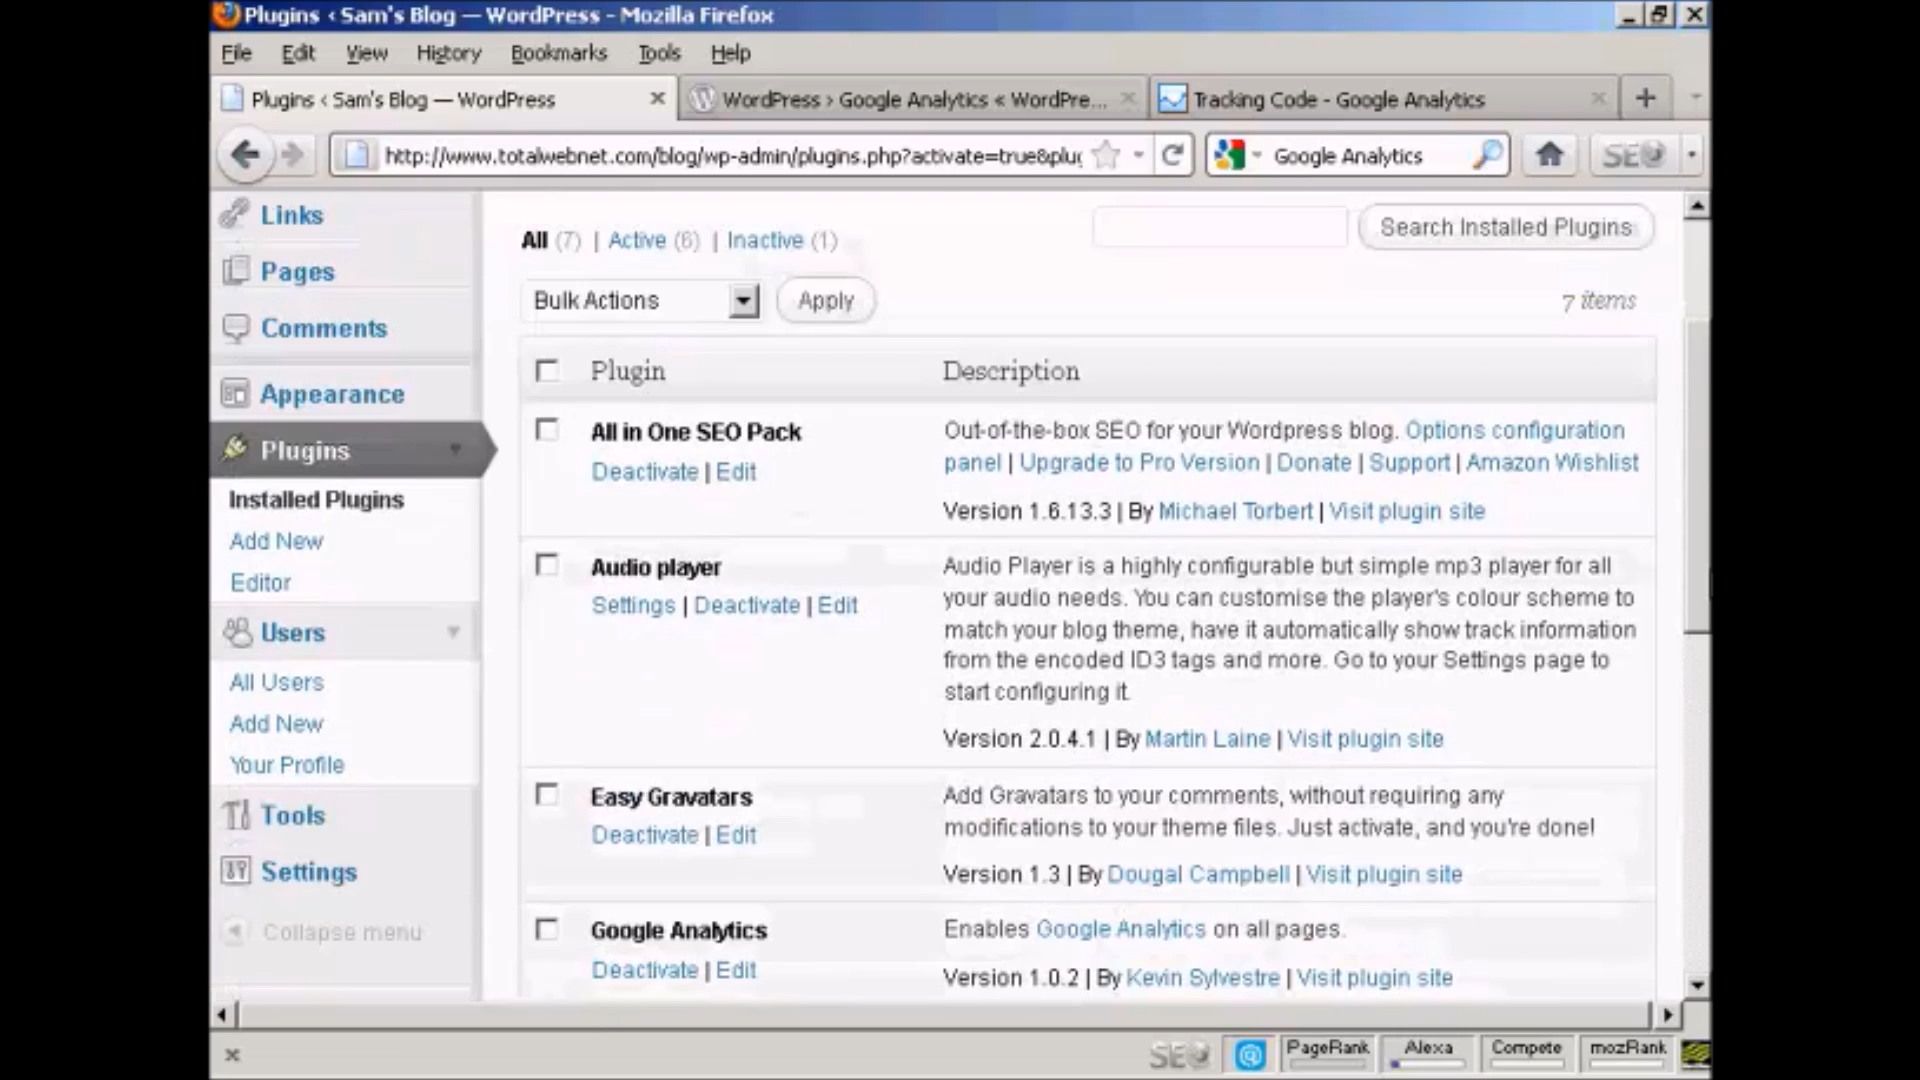 Plugins ‹ Sam's Blog — WordPress - Mozilla Firefox
File Edit View History Bookmarks Tools Help
Plugins ‹ Sam's Blog — WordPress
WordPress › Google Analytics « WordPre...
Tracking Code - Google Analytics
http://www.totalwebnet.com/blog/wp-admin/plugins.php?activate=true&plug
Google Analytics
SEO
Links
Pages
Comments
Appearance
Plugins
Installed Plugins
Add New
Editor
Users
All Users
Add New
Your Profile
Tools
Settings
Collapse menu
All (7) | Active (6) | Inactive (1)
Search Installed Plugins
Bulk Actions
Apply
7 items
Plugin Description
All in One SEO Pack
Deactivate | Edit
Out-of-the-box SEO for your Wordpress blog. Options configuration
panel | Upgrade to Pro Version | Donate | Support | Amazon Wishlist
Version 1.6.13.3 | By Michael Torbert | Visit plugin site
Audio player
Settings | Deactivate | Edit
Audio Player is a highly configurable but simple mp3 player for all
your audio needs. You can customise the player's colour scheme to
match your blog theme, have it automatically show track information
from the encoded ID3 tags and more. Go to your Settings page to
start configuring it.
Version 2.0.4.1 | By Martin Laine | Visit plugin site
Easy Gravatars
Deactivate | Edit
Add Gravatars to your comments, without requiring any
modifications to your theme files. Just activate, and you're done!
Version 1.3 | By Dougal Campbell | Visit plugin site
Google Analytics
Deactivate | Edit
Enables Google Analytics on all pages.
Version 1.0.2 | By Kevin Sylvestre | Visit plugin site
SEO
PageRank
Alexa
Compete
mozRank